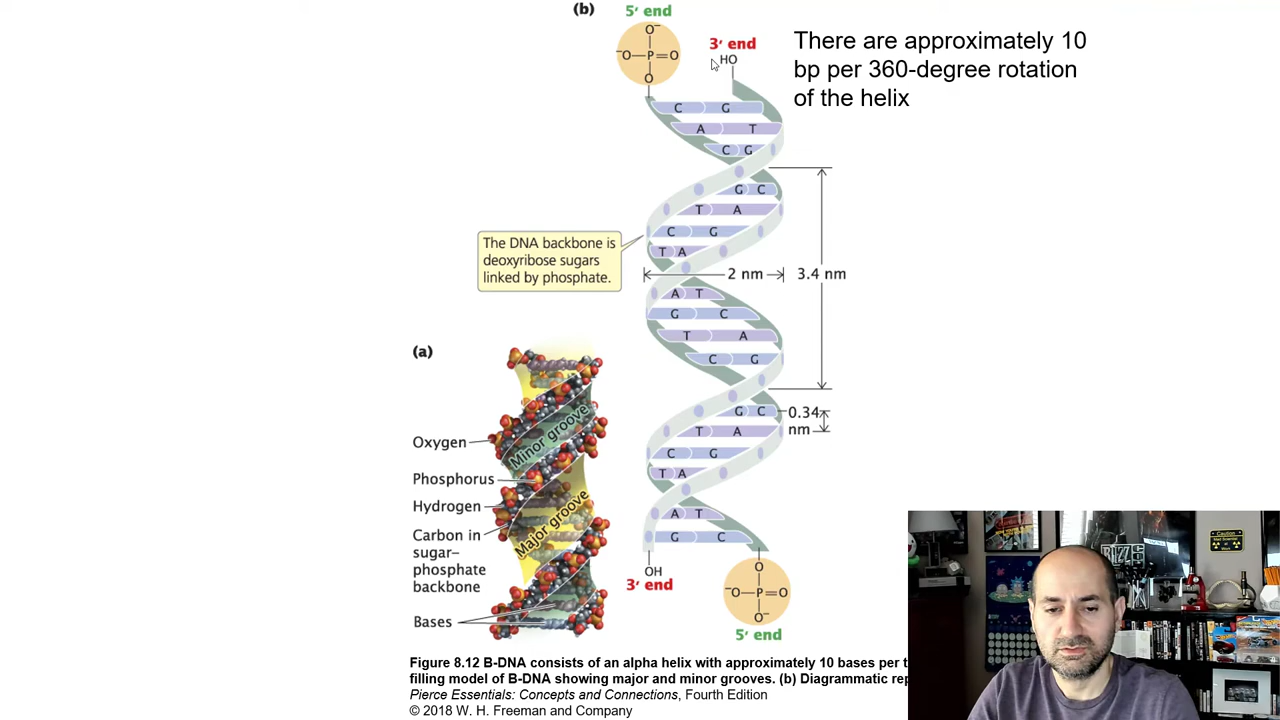 (b)
5′ end
3′ end
There are approximately 10
bp per 360-degree rotation
of the helix
O⁻
⁻O—P=O
O
HO
C G
A T
C G
G C
T A
C G
T A
The DNA backbone is
deoxyribose sugars
linked by phosphate.
2 nm
3.4 nm
A T
G C
T A
C G
(a)
G C
0.34
nm
T A
C G
T A
A T
G C
Minor groove
Major groove
Oxygen
Phosphorus
Hydrogen
Carbon in
sugar–
phosphate
backbone
Bases
OH
3′ end
O
⁻O—P=O
O⁻
5′ end
Caution
BLIZZ
Figure 8.12 B-DNA consists of an alpha helix with approximately 10 bases per t
filling model of B-DNA showing major and minor grooves. (b) Diagrammatic rep
Pierce Essentials: Concepts and Connections, Fourth Edition
© 2018 W. H. Freeman and Company